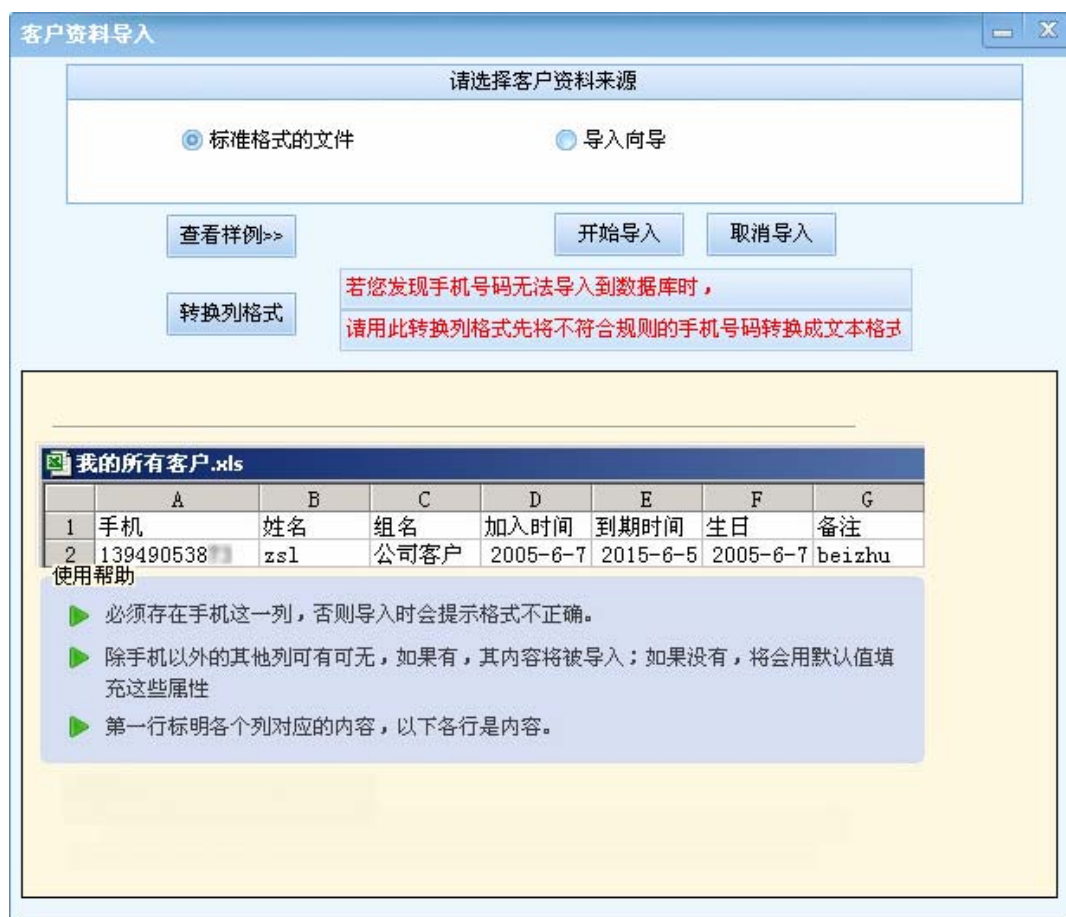 客户资料导入
请选择客户资料来源
标准格式的文件 导入向导
查看样例>> 开始导入 取消导入
若您发现手机号码无法导入到数据库时，
转换列格式
请用此转换列格式先将不符合规则的手机号码转换成文本格式
我的所有客户.xls
A B C D E F G
1 手机 姓名 组名 加入时间 到期时间 生日 备注
2 139490538 zsl 公司客户 2005-6-7 2015-6-5 2005-6-7 beizhu
使用帮助
必须存在手机这一列，否则导入时会提示格式不正确。
除手机以外的其他列可有可无，如果有，其内容将被导入；如果没有，将会用默认值填
充这些属性
第一行标明各个列对应的内容，以下各行是内容。